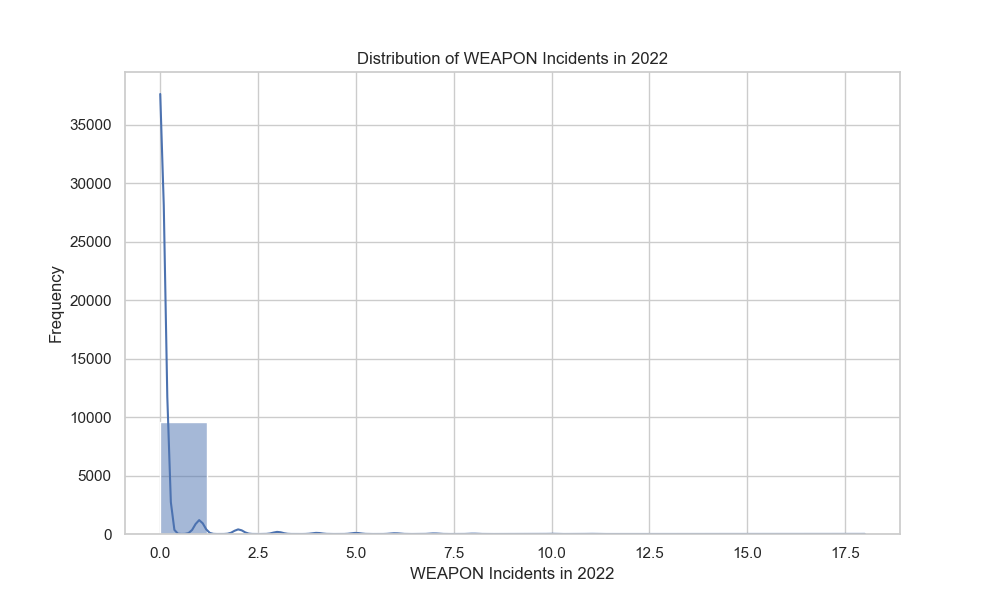 Distribution of WEAPON Incidents in 2022
Frequency
35000
30000
25000
20000
15000
10000
5000
0
0.0 2.5 5.0 7.5 10.0 12.5 15.0 17.5
WEAPON Incidents in 2022